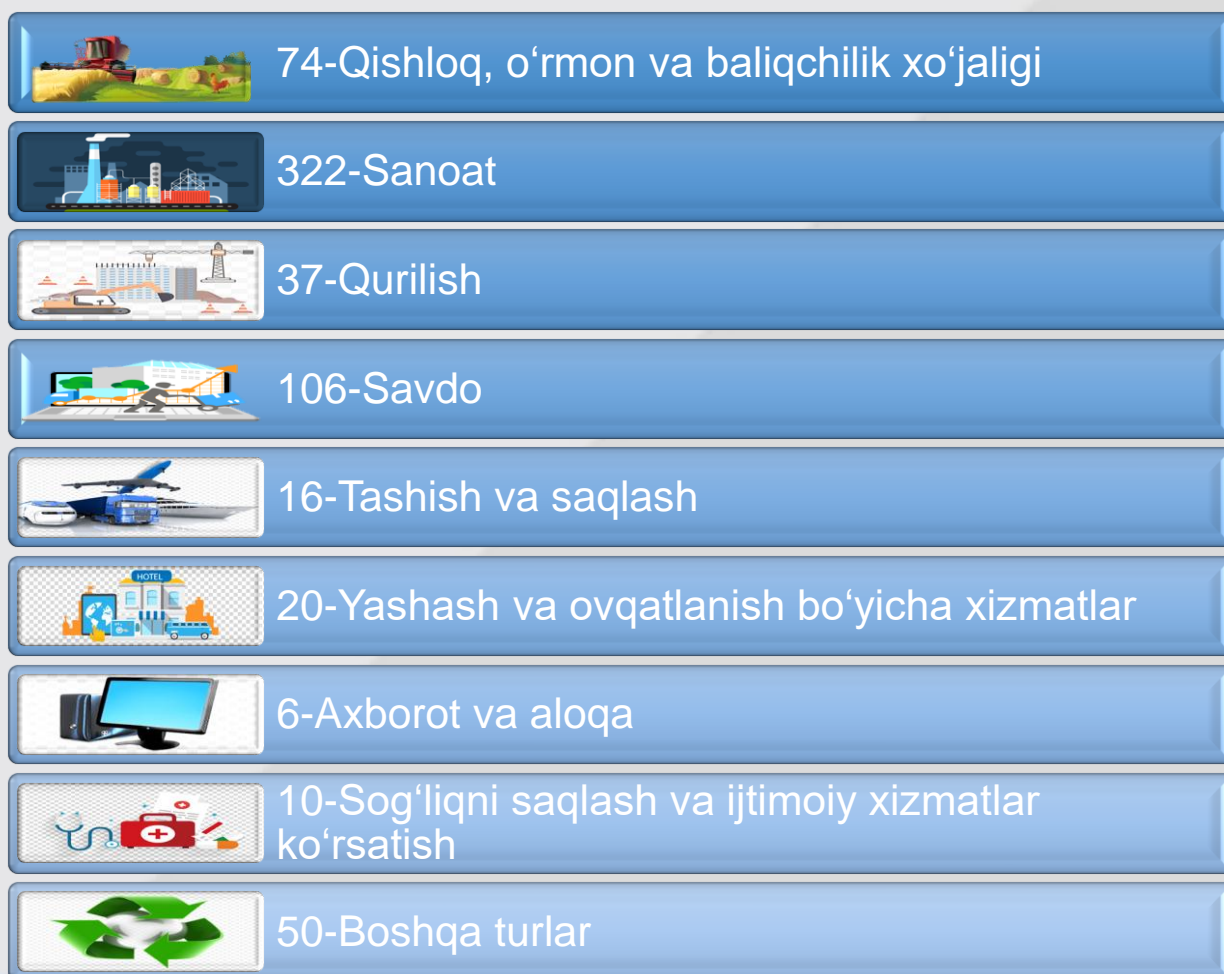 74-Qishloq, o‘rmon va baliqchilik xo‘jaligi
322-Sanoat
37-Qurilish
106-Savdo
16-Tashish va saqlash
HOTEL
20-Yashash va ovqatlanish bo‘yicha xizmatlar
6-Axborot va aloqa
10-Sog‘liqni saqlash va ijtimoiy xizmatlar
ko‘rsatish
50-Boshqa turlar